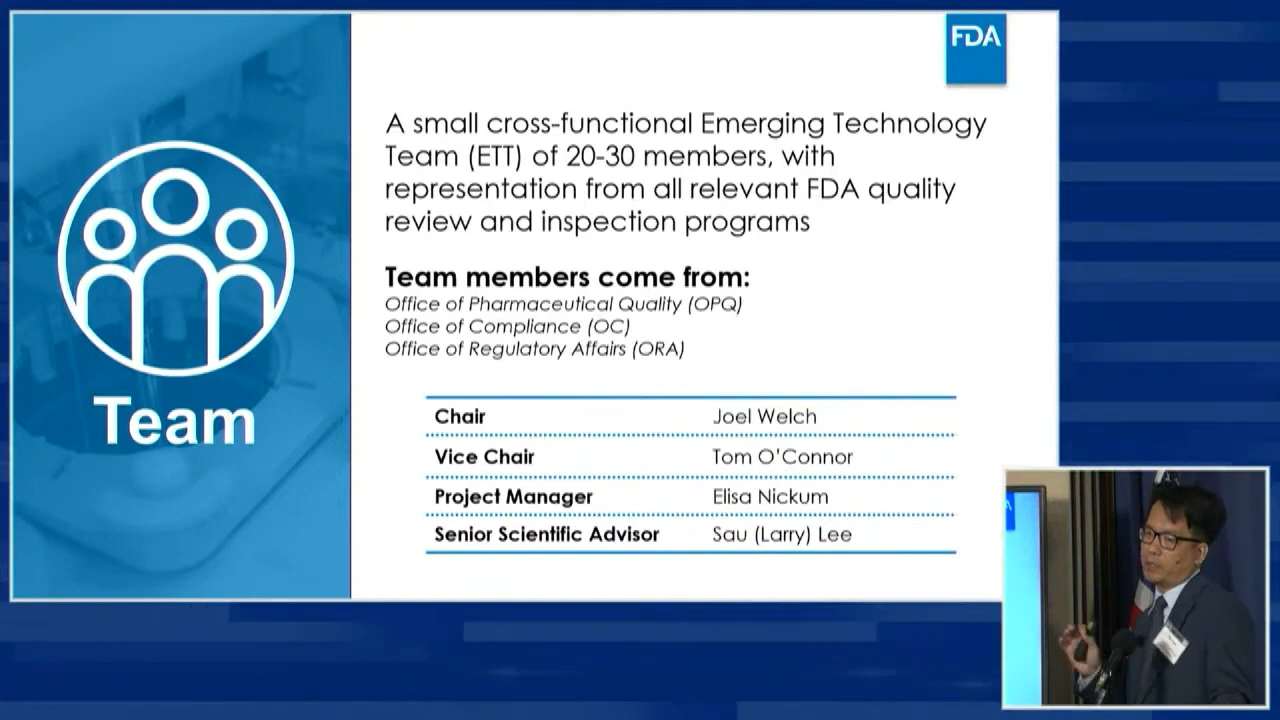 FDA
A small cross-functional Emerging Technology
Team (ETT) of 20-30 members, with
representation from all relevant FDA quality
review and inspection programs
Team members come from:
Office of Pharmaceutical Quality (OPQ)
Office of Compliance (OC)
Office of Regulatory Affairs (ORA)
Team
Chair Joel Welch
Vice Chair Tom O’Connor
Project Manager Elisa Nickum
Senior Scientific Advisor Sau (Larry) Lee